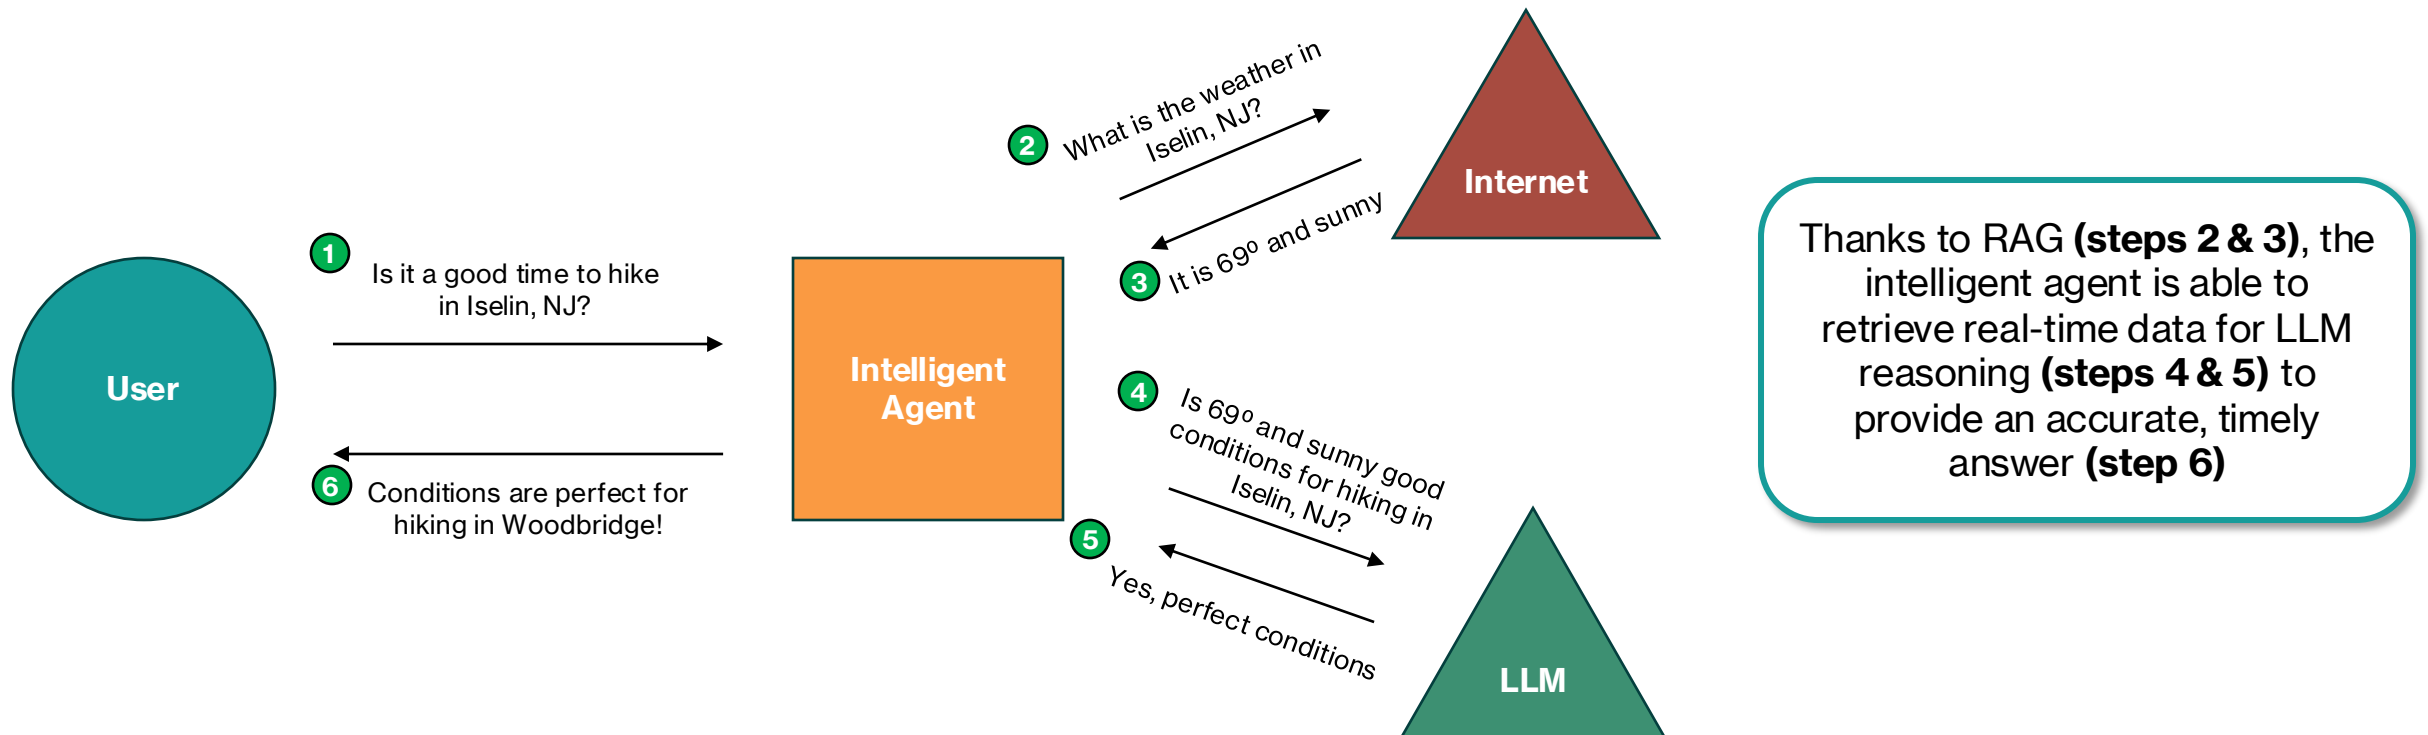 User
1
Is it a good time to hike
in Iselin, NJ?
6
Conditions are perfect for
hiking in Woodbridge!
Intelligent
Agent
2
What is the weather in
Iselin, NJ?
3
It is 69º and sunny
Internet
4
Is 69º and sunny good
conditions for hiking in
Iselin, NJ?
5
Yes, perfect conditions
LLM
Thanks to RAG (steps 2 & 3), the
intelligent agent is able to
retrieve real-time data for LLM
reasoning (steps 4 & 5) to
provide an accurate, timely
answer (step 6)